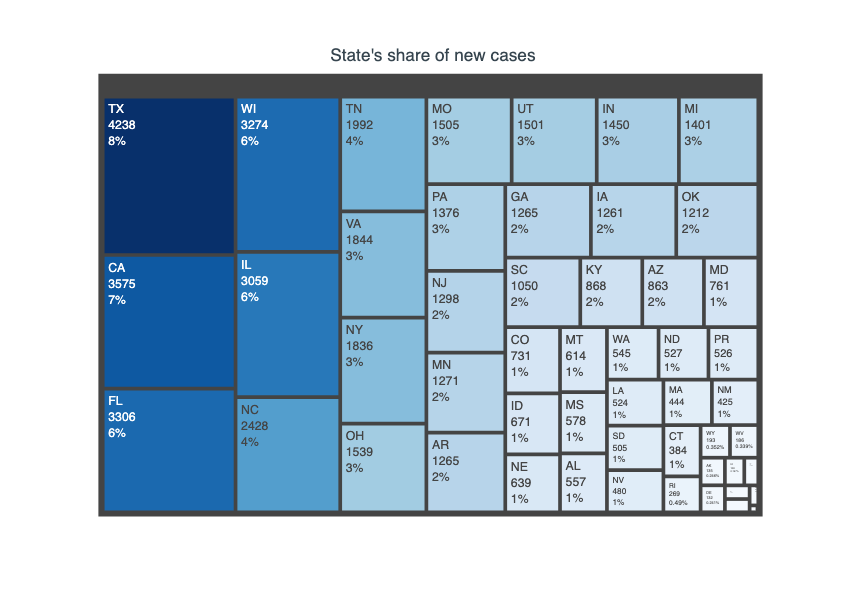 State's share of new cases
TX
4238
8%
CA
3575
7%
FL
3306
6%
WI
3274
6%
IL
3059
6%
NC
2428
4%
TN
1992
4%
VA
1844
3%
NY
1836
3%
OH
1539
3%
MO
1505
3%
UT
1501
3%
IN
1450
3%
MI
1401
3%
PA
1376
3%
NJ
1298
2%
MN
1271
2%
AR
1265
2%
GA
1265
2%
IA
1261
2%
OK
1212
2%
SC
1050
2%
KY
868
2%
AZ
863
2%
MD
761
1%
CO
731
1%
ID
671
1%
NE
639
1%
MT
614
1%
MS
578
1%
AL
557
1%
WA
545
1%
ND
527
1%
PR
526
1%
LA
524
1%
SD
505
1%
NV
480
1%
MA
444
1%
NM
425
1%
CT
384
1%
RI
269
0.49%
WY
193
0.352%
WV
186
0.339%